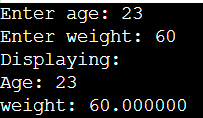 Enter age: 23
Enter weight: 60
Displaying:
Age: 23
weight: 60.000000